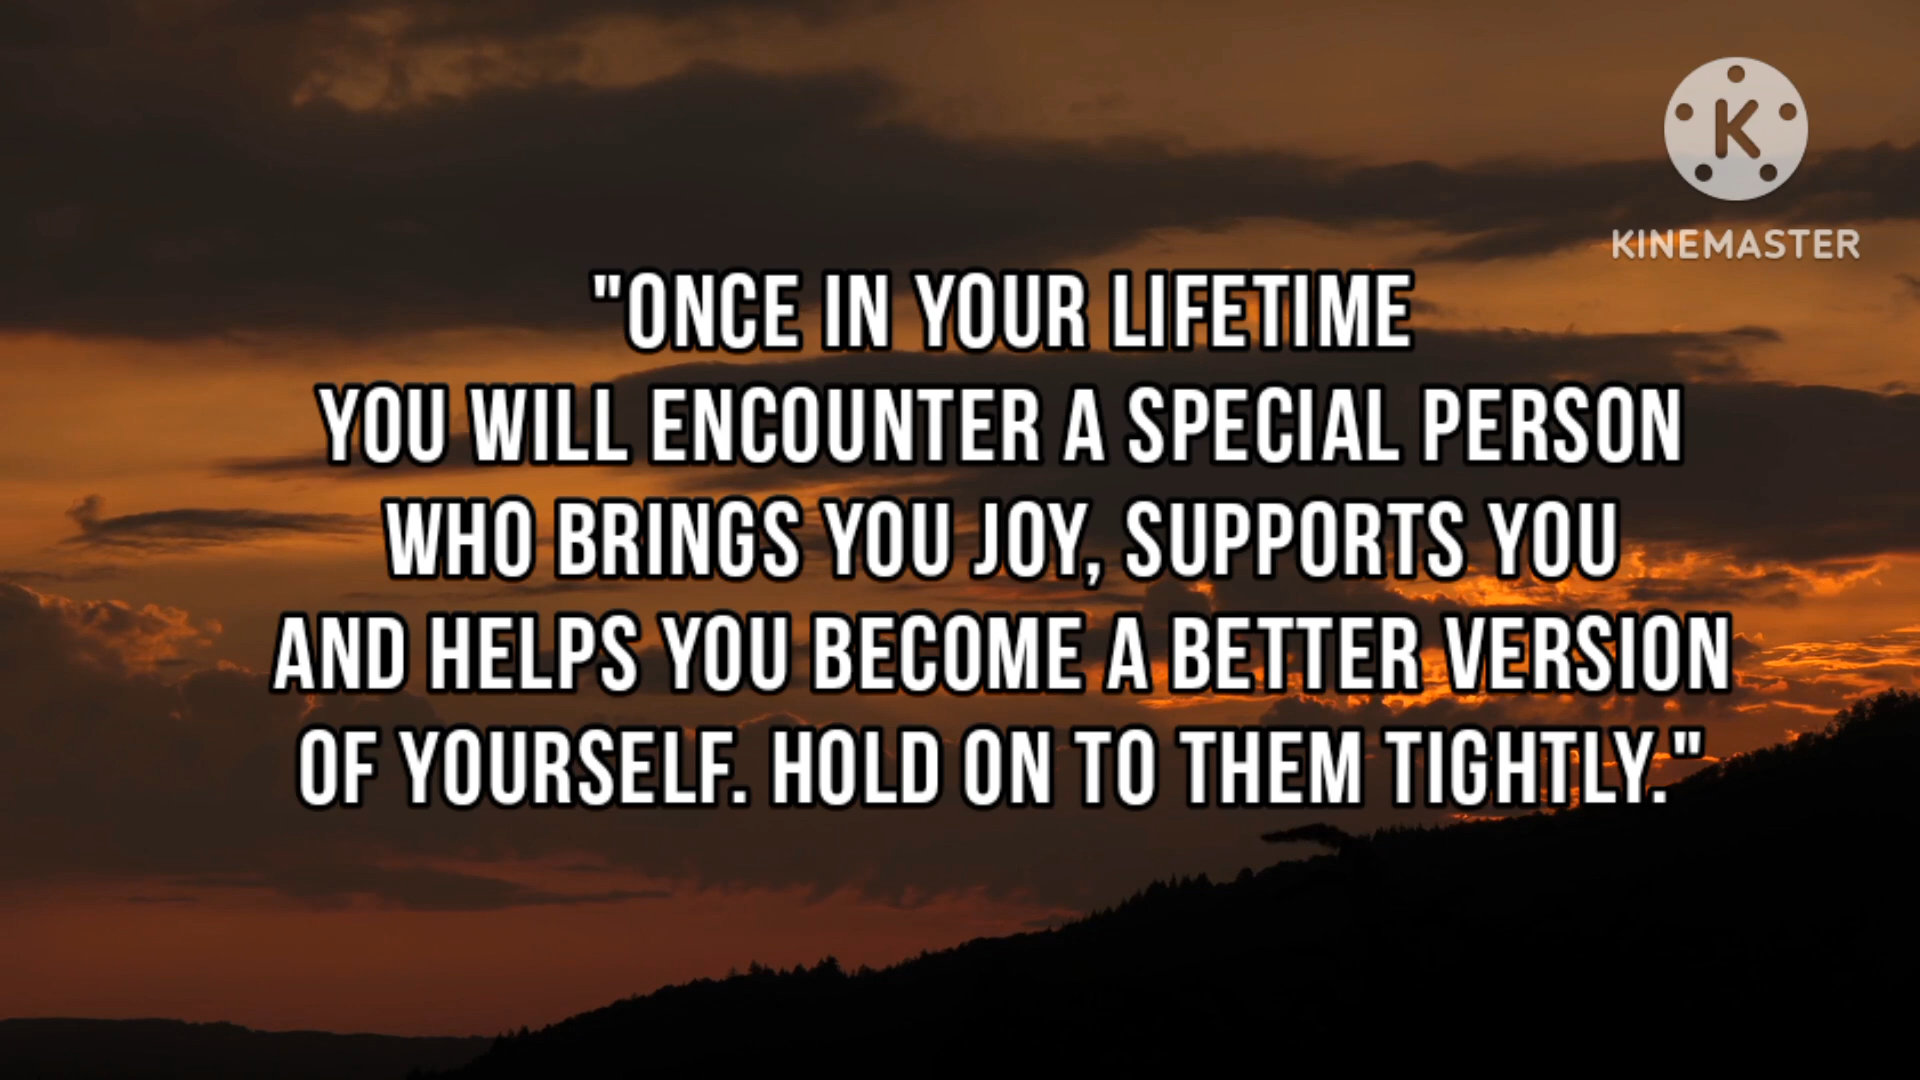 K
KINEMASTER
"ONCE IN YOUR LIFETIME
YOU WILL ENCOUNTER A SPECIAL PERSON
WHO BRINGS YOU JOY, SUPPORTS YOU
AND HELPS YOU BECOME A BETTER VERSION
OF YOURSELF. HOLD ON TO THEM TIGHTLY."